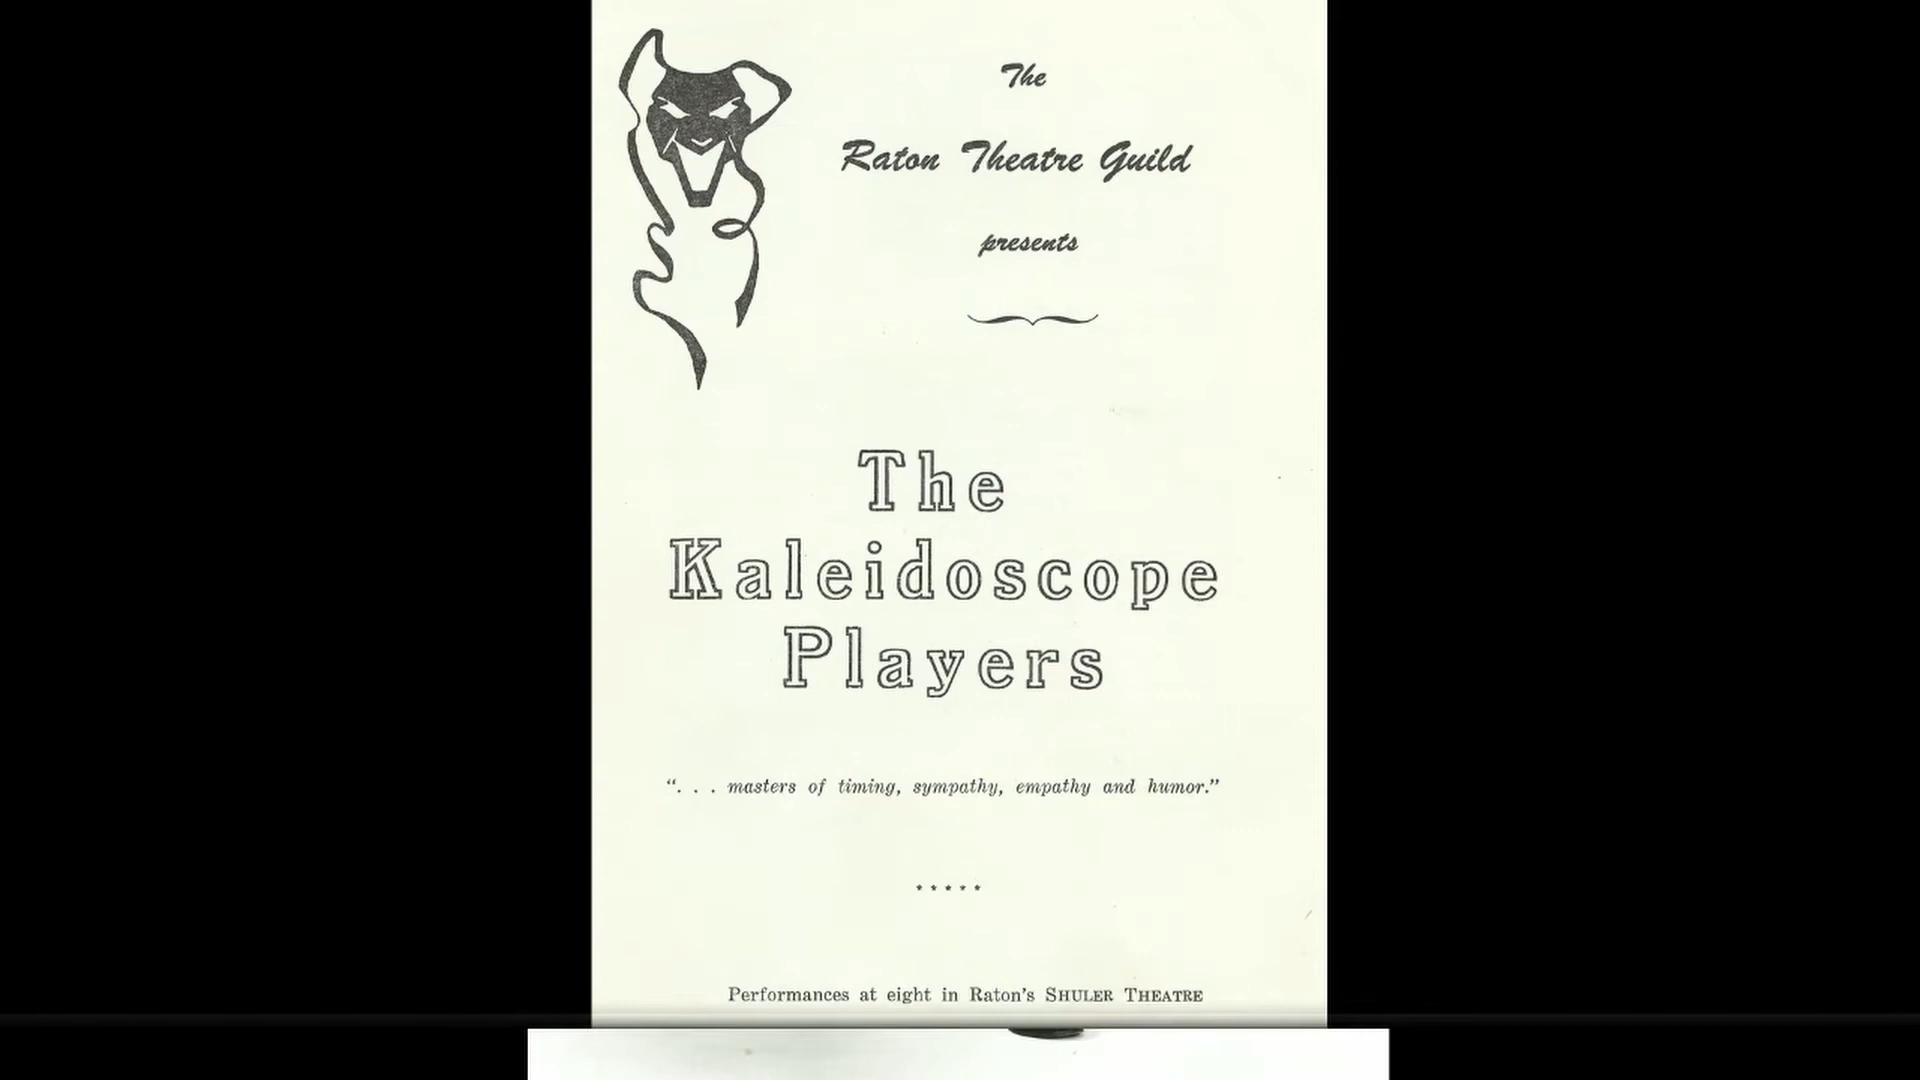 The
Raton Theatre Guild
presents
The
Kaleidoscope
Players
“. . . masters of timing, sympathy, empathy and humor.”
* * * * *
Performances at eight in Raton’s SHULER THEATRE